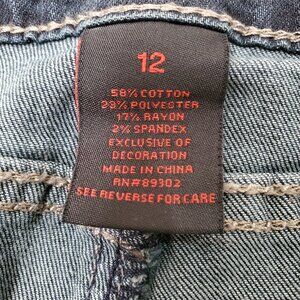 12
58% COTTON
23% POLYESTER
17% RAYON
2% SPANDEX
EXCLUSIVE OF
DECORATION
MADE IN CHINA
RN#89302
SEE REVERSE FOR CARE